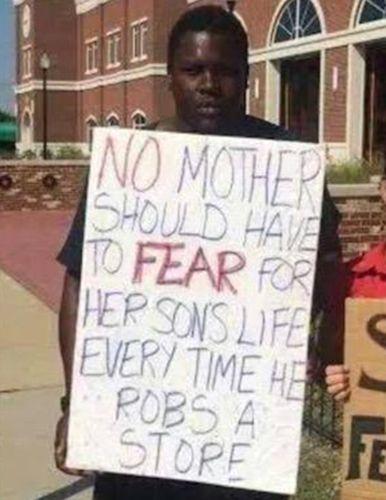 NO MOTHER
SHOULD HAVE
TO FEAR FOR
HER SON'S LIFE
EVERY TIME HE
ROBS A
STORE
S
FE